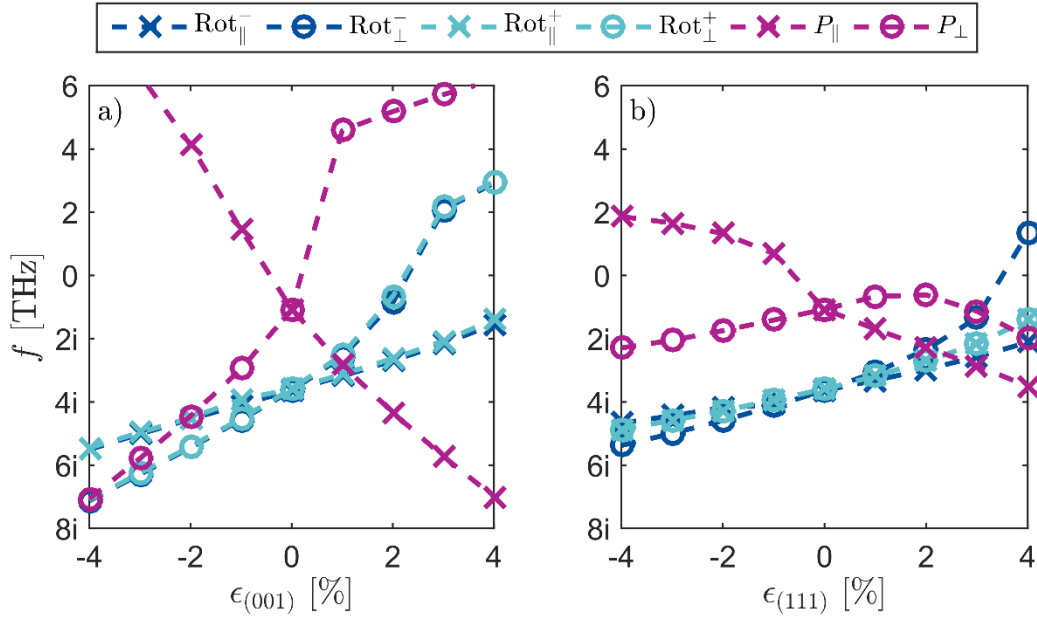 Rot∥⁻ Rot⊥⁻ Rot∥⁺ Rot⊥⁺ P∥ P⊥
a)
b)
f [THz]
6
4
2
0
2i
4i
6i
8i
-4 -2 0 2 4
ϵ(001) [%]
6
4
2
0
2i
4i
6i
8i
-4 -2 0 2 4
ϵ(111) [%]